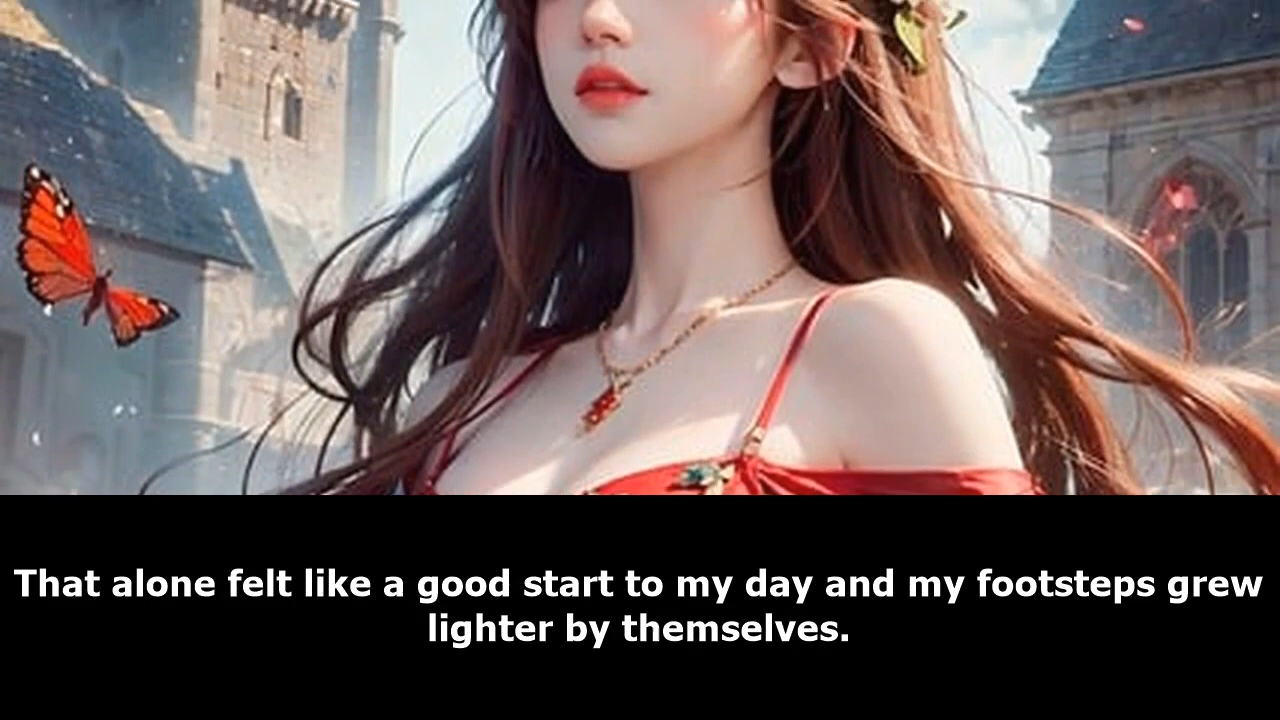 That alone felt like a good start to my day and my footsteps grew
lighter by themselves.